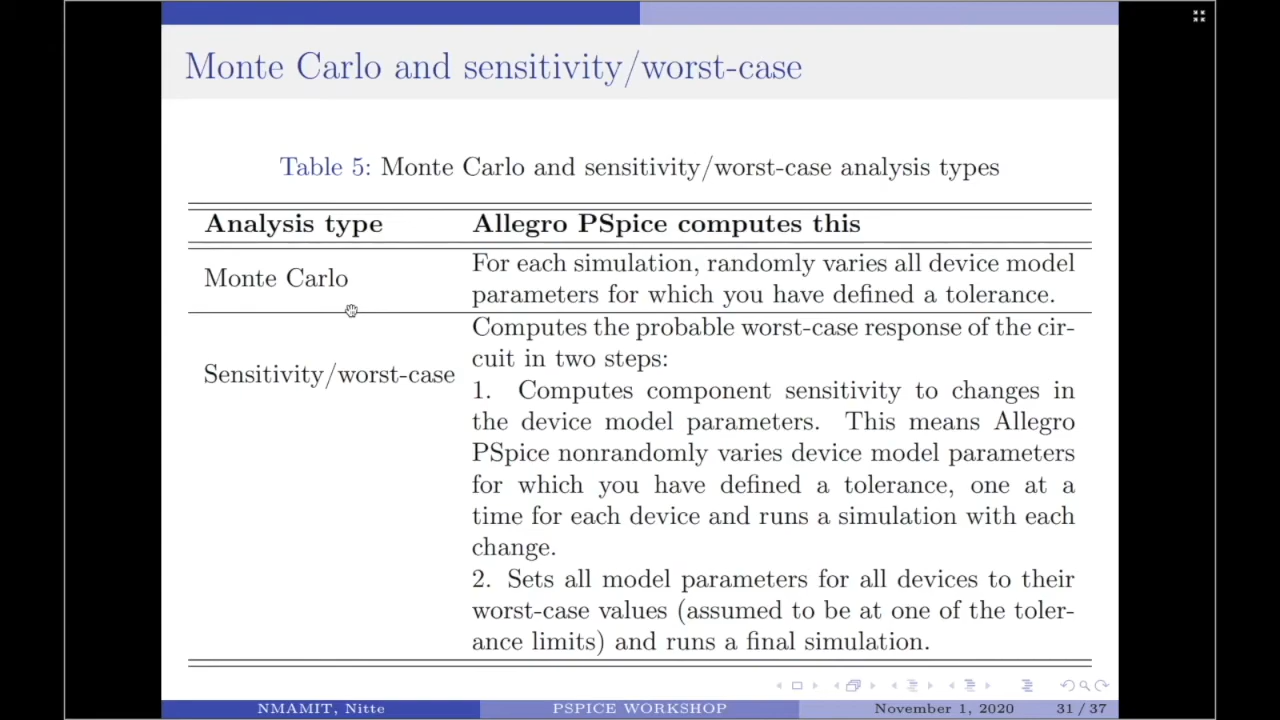 Monte Carlo and sensitivity/worst-case
Table 5: Monte Carlo and sensitivity/worst-case analysis types
Analysis type Allegro PSpice computes this
Monte Carlo
For each simulation, randomly varies all device model
parameters for which you have defined a tolerance.
Sensitivity/worst-case
Computes the probable worst-case response of the cir-
cuit in two steps:
1. Computes component sensitivity to changes in
the device model parameters. This means Allegro
PSpice nonrandomly varies device model parameters
for which you have defined a tolerance, one at a
time for each device and runs a simulation with each
change.
2. Sets all model parameters for all devices to their
worst-case values (assumed to be at one of the toler-
ance limits) and runs a final simulation.
NMAMIT, Nitte PSPICE WORKSHOP November 1, 2020 31 / 37